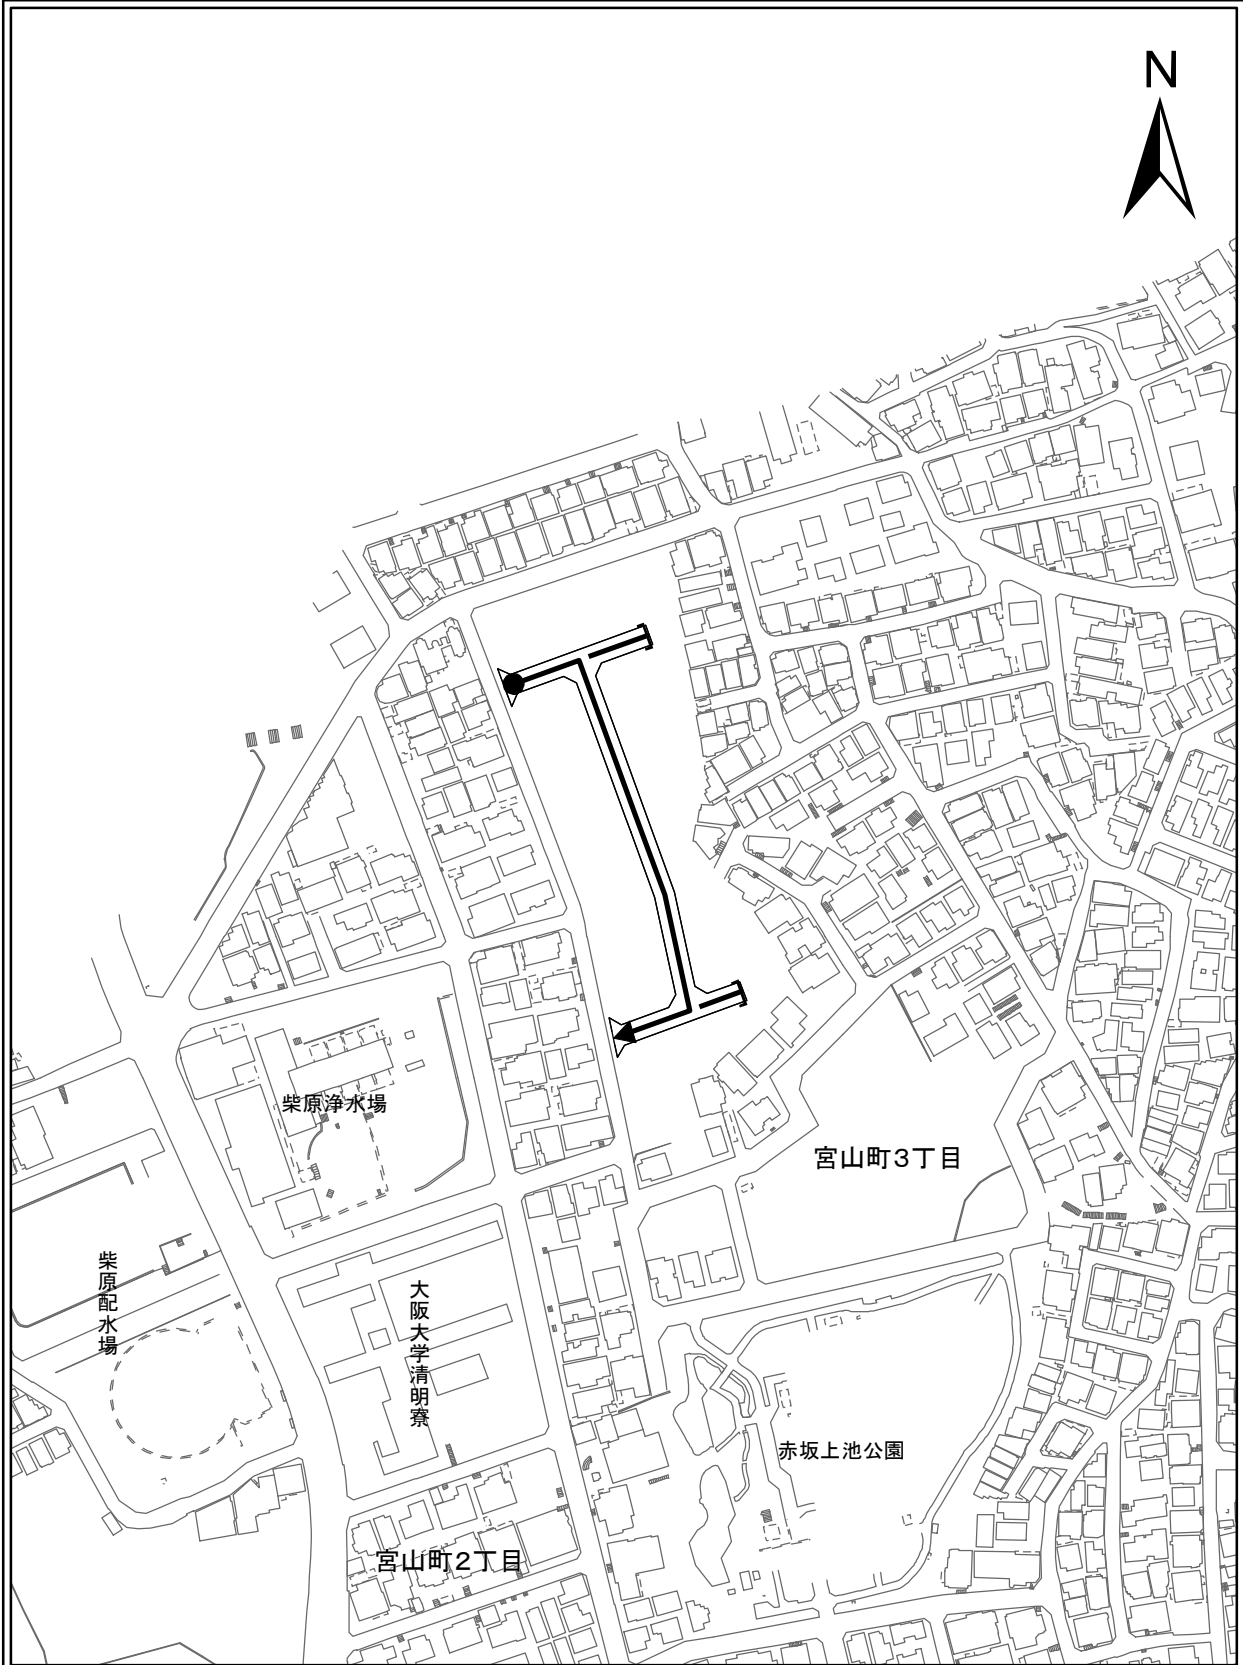 N
柴原浄水場
宮山町3丁目
柴原配水場
大阪大学清明寮
赤坂上池公園
宮山町2丁目